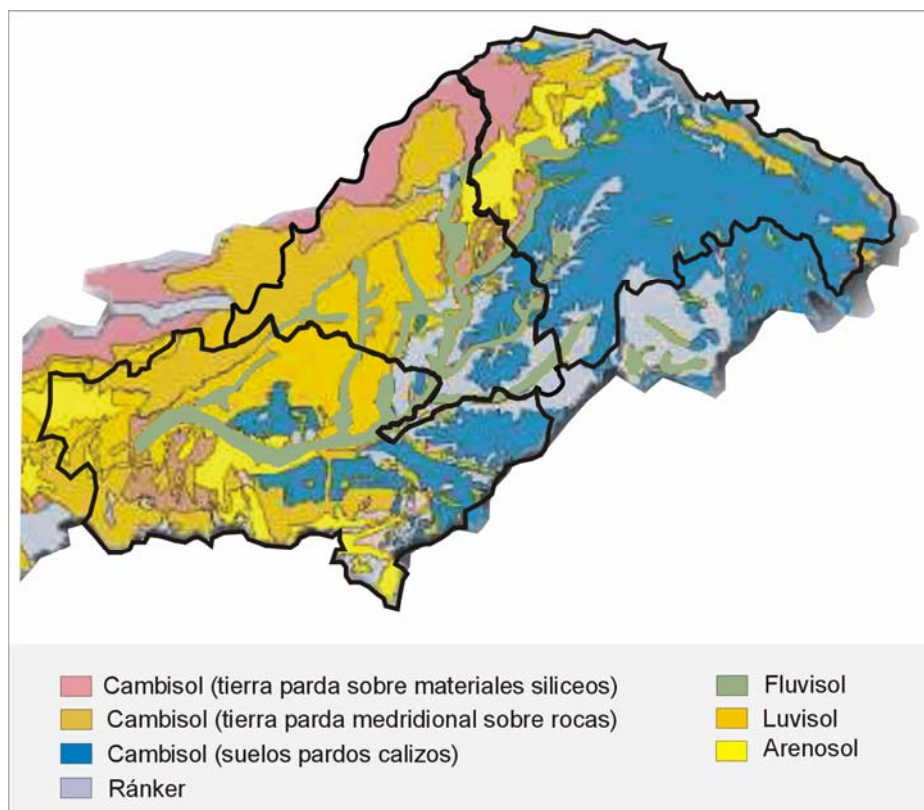 Cambisol (tierra parda sobre materiales siliceos)
Cambisol (tierra parda medridional sobre rocas)
Cambisol (suelos pardos calizos)
Ránker
Fluvisol
Luvisol
Arenosol